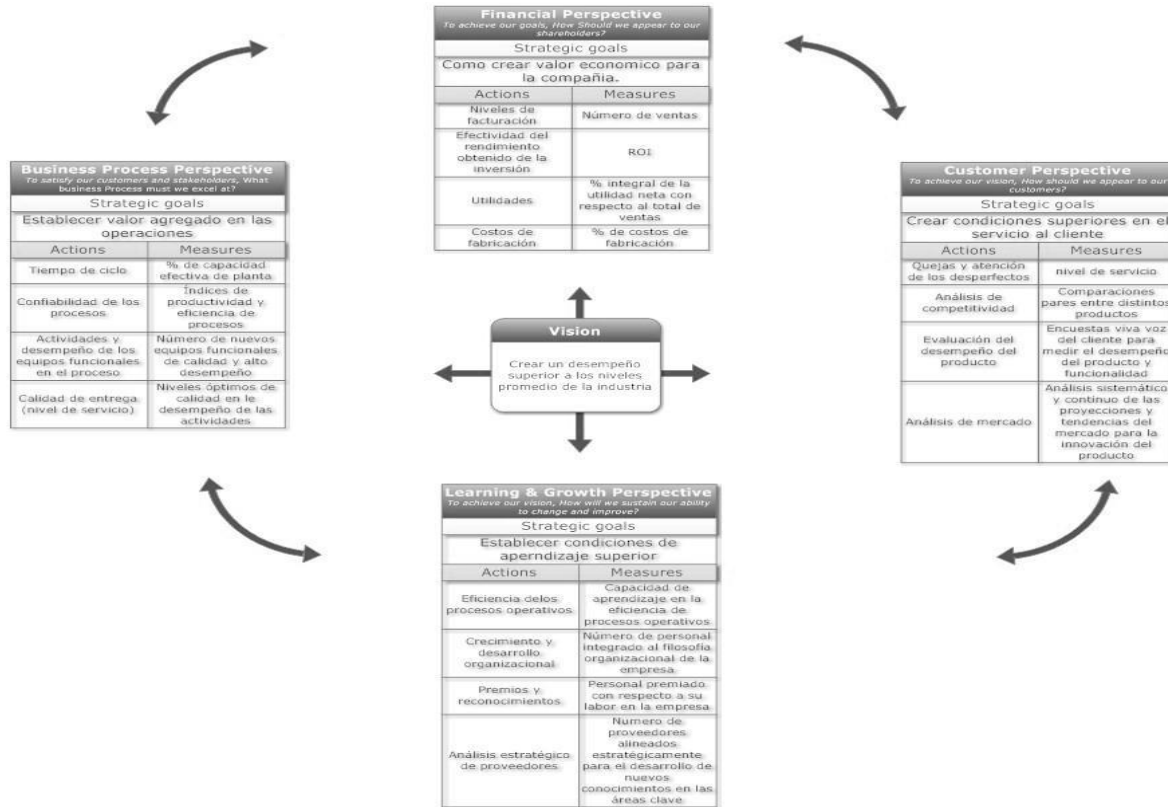 Financial Perspective
To achieve our goals, How Should we appear to our
shareholders?
Strategic goals
Como crear valor economico para
la compañia.
Actions
Measures
Niveles de
facturación
Número de ventas
Efectividad del
rendimiento
obtenido de la
inversión
ROI
Utilidades
% integral de la
utilidad neta con
respecto al total de
ventas
Costos de
fabricación
% de costos de
fabricación
Business Process Perspective
To satisfy our customers and stakeholders, What
business Process must we excel at?
Strategic goals
Establecer valor agregado en las
operaciones
Actions
Measures
Tiempo de ciclo
% de capacidad
efectiva de planta
Confiabilidad de los
procesos
Índices de
productividad y
eficiencia de
procesos
Actividades y
desempeño de los
equipos funcionales
en el proceso
Número de nuevos
equipos funcionales
de calidad y alto
desempeño
Calidad de entrega
(nivel de servicio)
Niveles óptimos de
calidad en le
desempeño de las
actividades
Vision
Crear un desempeño
superior a los niveles
promedio de la industria
Customer Perspective
To achieve our vision, How should we appear to our
customers?
Strategic goals
Crear condiciones superiores en el
servicio al cliente
Actions
Measures
Quejas y atención
de los desperfectos
nivel de servicio
Análisis de
competitividad
Comparaciones
pares entre distintos
productos
Evaluación del
desempeño del
producto
Encuestas viva voz
del cliente para
medir el desempeño
del producto y
funcionalidad
Análisis de mercado
Análisis sistemático
y continuo de las
proyecciones y
tendencias del
mercado para la
innovación del
producto
Learning & Growth Perspective
To achieve our vision, How will we sustain our ability
to change and improve?
Strategic goals
Establecer condiciones de
aperndizaje superior
Actions
Measures
Eficiencia delos
procesos operativos
Capacidad de
aprendizaje en la
eficiencia de
procesos operativos
Crecimiento y
desarrollo
organizacional
Número de personal
integrado al filosofía
organizacional de la
empresa
Premios y
reconocimientos
Personal premiado
con respecto a su
labor en la empresa
Análisis estratégico
de proveedores
Numero de
proveedores
alineados
estratégicamente
para el desarrollo de
nuevos
conocimientos en las
áreas clave